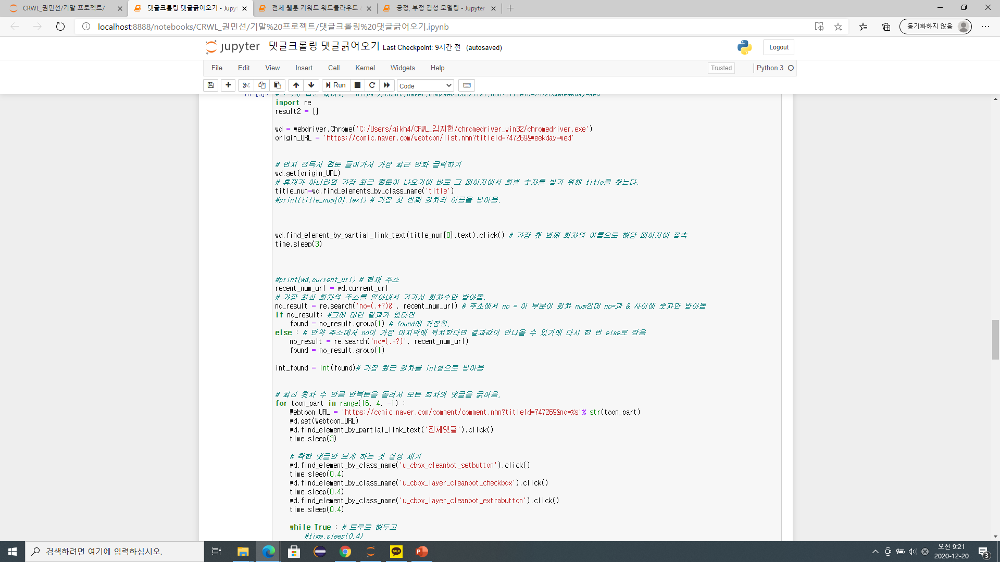 CRWL_권민선/기말 프로젝트/
댓글크롤링 댓글긁어오기 - Jupyt
전체 웹툰 키워드 워드클라우드
긍정, 부정 감성 모델링 - Jupyter
localhost:8888/notebooks/CRWL_권민선/기말%20프로젝트/댓글크롤링%20댓글긁어오기.ipynb
동기화하지 않음
jupyter 댓글크롤링 댓글긁어오기 Last Checkpoint: 9시간 전 (autosaved)
Logout
File Edit View Insert Cell Kernel Widgets Help
Trusted
Python 3
Run
Code
import re
result2 = []
wd = webdriver.Chrome('C:/Users/gjkh4/CRWL_김지현/chromedriver_win32/chromedriver.exe')
origin_URL = 'https://comic.naver.com/webtoon/list.nhn?titleId=747269&weekday=wed'
# 먼저 전독시 웹툰 들어가서 가장 최근 만화 클릭하기
wd.get(origin_URL)
# 휴재가 아니라면 가장 최근 웹툰이 나오기에 바로 그 페이지에서 회별 숫자를 받기 위해 title을 찾는다.
title_num=wd.find_elements_by_class_name('title')
#print(title_num[0].text) # 가장 첫 번째 회차의 이름을 받아옴.
wd.find_element_by_partial_link_text(title_num[0].text).click() # 가장 첫 번째 회차의 이름으로 해당 페이지에 접속
time.sleep(3)
#print(wd.current_url) # 현재 주소
recent_num_url = wd.current_url
# 가장 최신 회차의 주소를 알아내서 거기서 회차수만 받아옴.
no_result = re.search('no=(.+?)&', recent_num_url) # 주소에서 no = 이 부분이 회차 num인데 no=과 & 사이에 숫자만 받아옴
if no_result: #그에 대한 결과가 있다면
found = no_result.group(1) # found에 저장함.
else : # 만약 주소에서 no이 가장 마지막에 위치한다면 결과값이 안나올 수 있기에 다시 한 번 else로 잡음
no_result = re.search('no=(.+?)', recent_num_url)
found = no_result.group(1)
int_found = int(found)# 가장 최근 회차를 int형으로 받아옴
# 최신 횟차 수 만큼 반복문을 돌려서 모든 회차의 댓글을 긁어옴.
for toon_part in range(16, 4, -1) :
Webtoon_URL = 'https://comic.naver.com/comment/comment.nhn?titleId=747269&no=%s'% str(toon_part)
wd.get(Webtoon_URL)
wd.find_element_by_partial_link_text('전체댓글').click()
time.sleep(3)
# 착한 댓글만 보게 하는 것 설정 제거
wd.find_element_by_class_name('u_cbox_cleanbot_setbutton').click()
time.sleep(0.4)
wd.find_element_by_class_name('u_cbox_layer_cleanbot_checkbox').click()
time.sleep(0.4)
wd.find_element_by_class_name('u_cbox_layer_cleanbot_extrabutton').click()
time.sleep(0.4)
while True : # 트루로 해두고
#time.sleep(0.4)
검색하려면 여기에 입력하십시오.
TALK
오전 9:21
2020-12-20
3